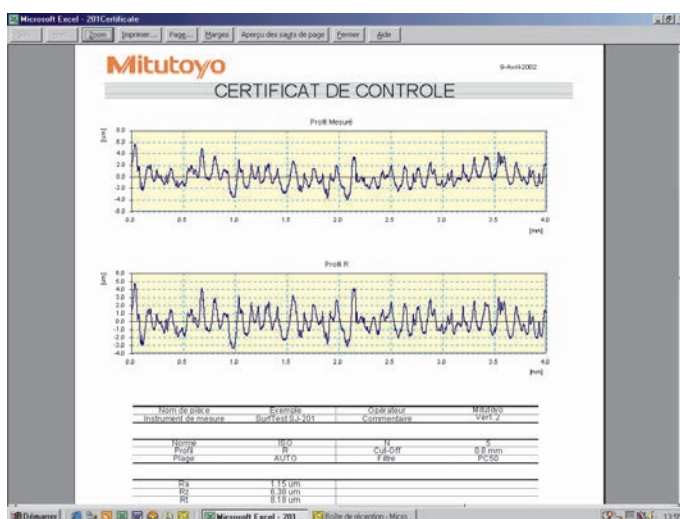 Microsoft Excel - 201Certificate
Zoom Imprimer... Page... Marges Aperçu des sauts de page Fermer Aide
Mitutoyo
9-Avril-2002
CERTIFICAT DE CONTROLE
Profil Mesuré
[um]
8.0
6.0
4.0
2.0
0.0
-2.0
-4.0
-6.0
0.0 0.5 1.0 1.5 2.0 2.5 3.0 3.5 4.0
[mm]
Profil R
[um]
6.0
5.0
4.0
3.0
2.0
1.0
0.0
-1.0
-2.0
-3.0
-4.0
0.0 0.5 1.0 1.5 2.0 2.5 3.0 3.5 4.0
[mm]
Nom de pièce Exemple Opérateur Mitutoyo
Instrument de mesure SurfTest SJ-201 Commentaire Vert. 2
Norme ISO N 5
Profil R Cut-Off 0.8 mm
Plage AUTO Filtre PC50
Ra 1.15 um
Rz 6.38 um
Rt 8.18 um
Démarrer Microsoft Excel - 201... Boîte de réception - Micro... 13:55